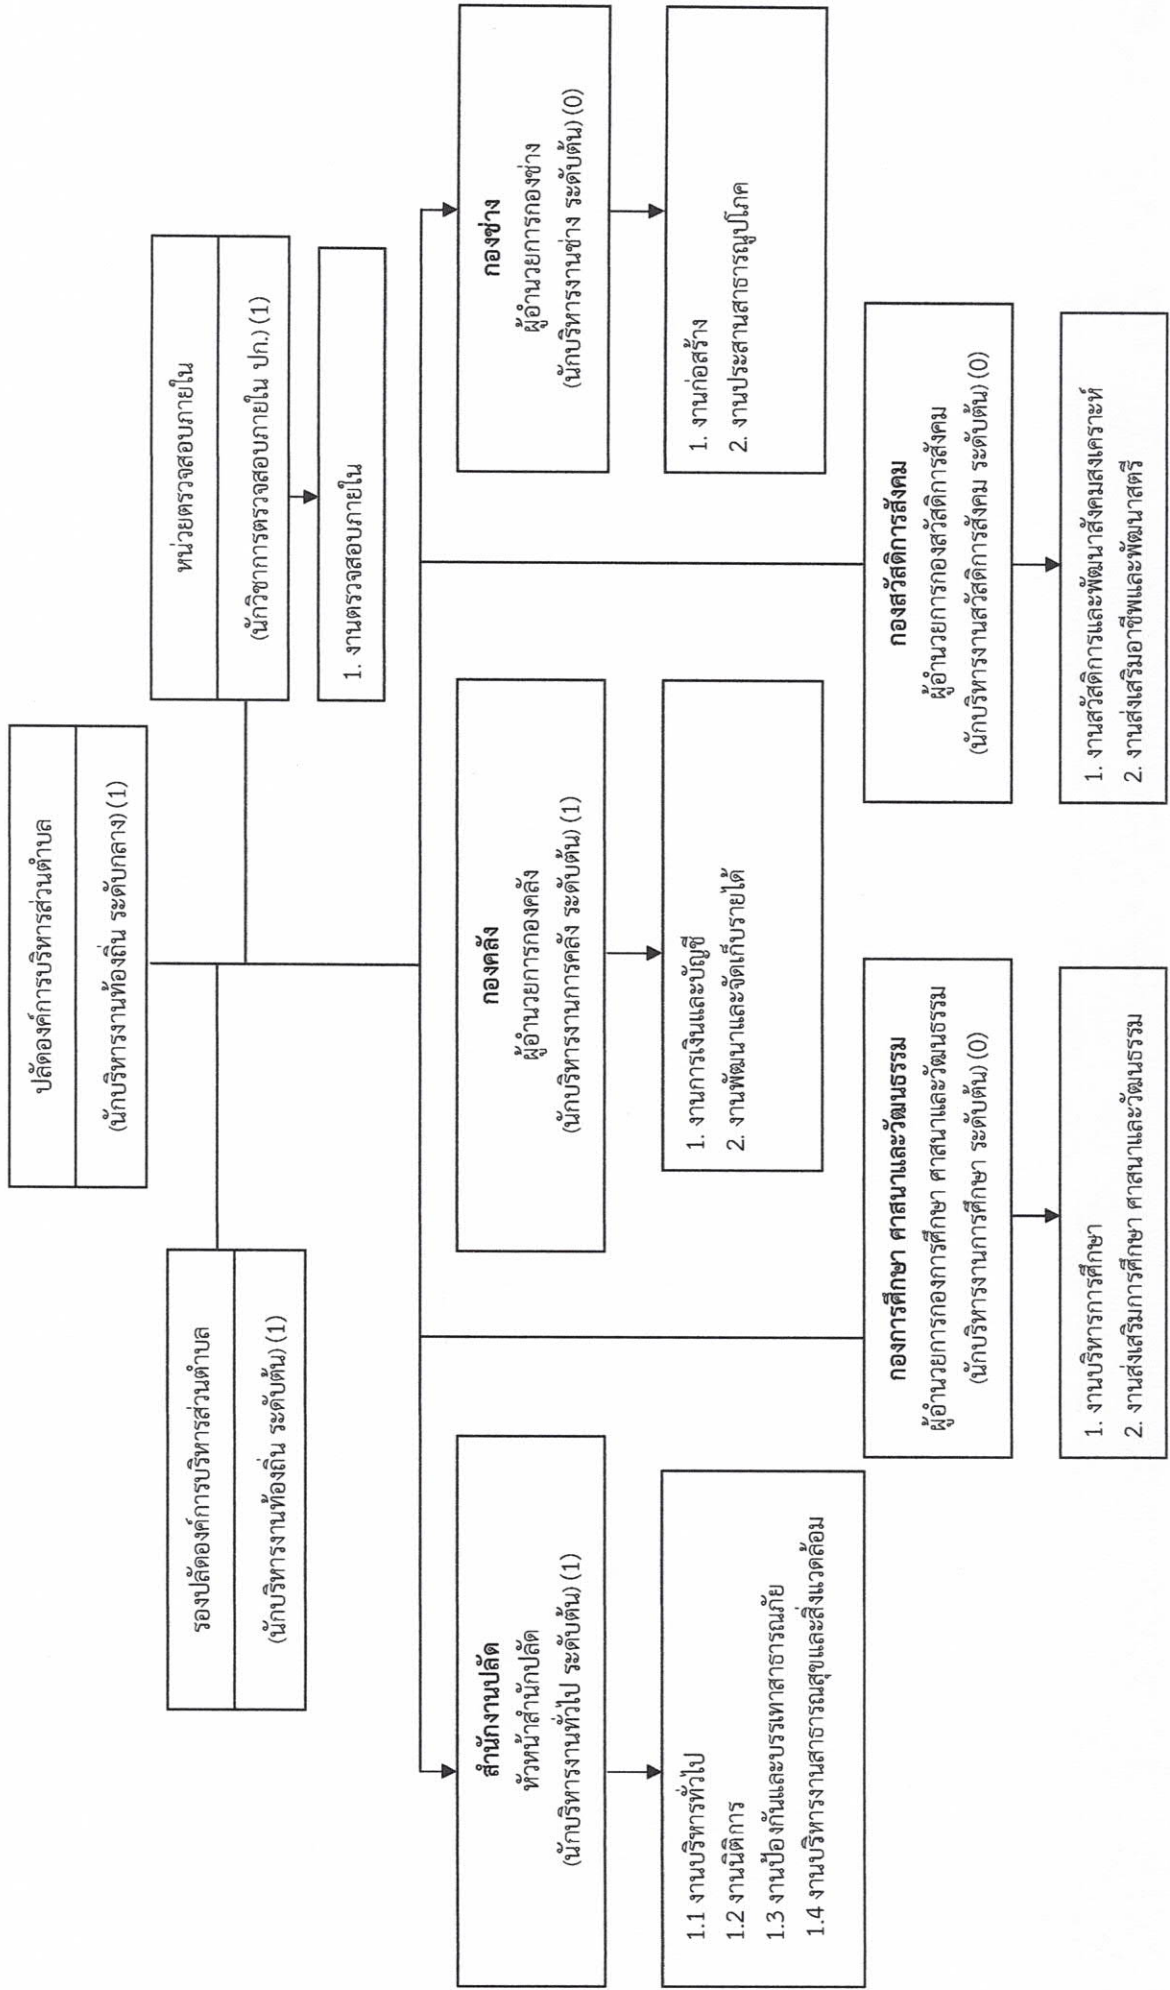 ปลัดองค์การบริหารส่วนตำบล
(นักบริหารงานท้องถิ่น ระดับกลาง) (1)
รองปลัดองค์การบริหารส่วนตำบล
(นักบริหารงานท้องถิ่น ระดับต้น) (1)
หน่วยตรวจสอบภายใน
(นักวิชาการตรวจสอบภายใน ปก.) (1)
1. งานตรวจสอบภายใน
สำนักงานปลัด
หัวหน้าสำนักปลัด
(นักบริหารงานทั่วไป ระดับต้น) (1)
1.1 งานบริหารทั่วไป
1.2 งานนิติการ
1.3 งานป้องกันและบรรเทาสาธารณภัย
1.4 งานบริหารงานสาธารณสุขและสิ่งแวดล้อม
กองคลัง
ผู้อำนวยการกองคลัง
(นักบริหารงานการคลัง ระดับต้น) (1)
1. งานการเงินและบัญชี
2. งานพัฒนาและจัดเก็บรายได้
กองช่าง
ผู้อำนวยการกองช่าง
(นักบริหารงานช่าง ระดับต้น) (0)
1. งานก่อสร้าง
2. งานประสานสาธารณูปโภค
กองการศึกษา ศาสนาและวัฒนธรรม
ผู้อำนวยการกองการศึกษา ศาสนาและวัฒนธรรม
(นักบริหารงานการศึกษา ระดับต้น) (0)
1. งานบริหารการศึกษา
2. งานส่งเสริมการศึกษา ศาสนาและวัฒนธรรม
กองสวัสดิการสังคม
ผู้อำนวยการกองสวัสดิการสังคม
(นักบริหารงานสวัสดิการสังคม ระดับต้น) (0)
1. งานสวัสดิการและพัฒนาสังคมสงเคราะห์
2. งานส่งเสริมอาชีพและพัฒนาสตรี